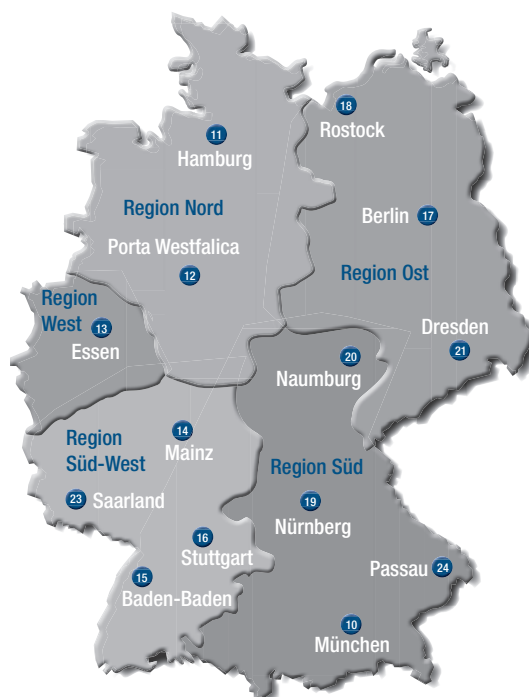 18
Rostock
11
Hamburg
Region Nord
Berlin 17
Porta Westfalica
12
Region Ost
Region
West
13
Essen
Dresden
21
20
Naumburg
14
Mainz
Region
Süd-West
Region Süd
23 Saarland
19
Nürnberg
16
Stuttgart
Passau 24
15
Baden-Baden
10
München